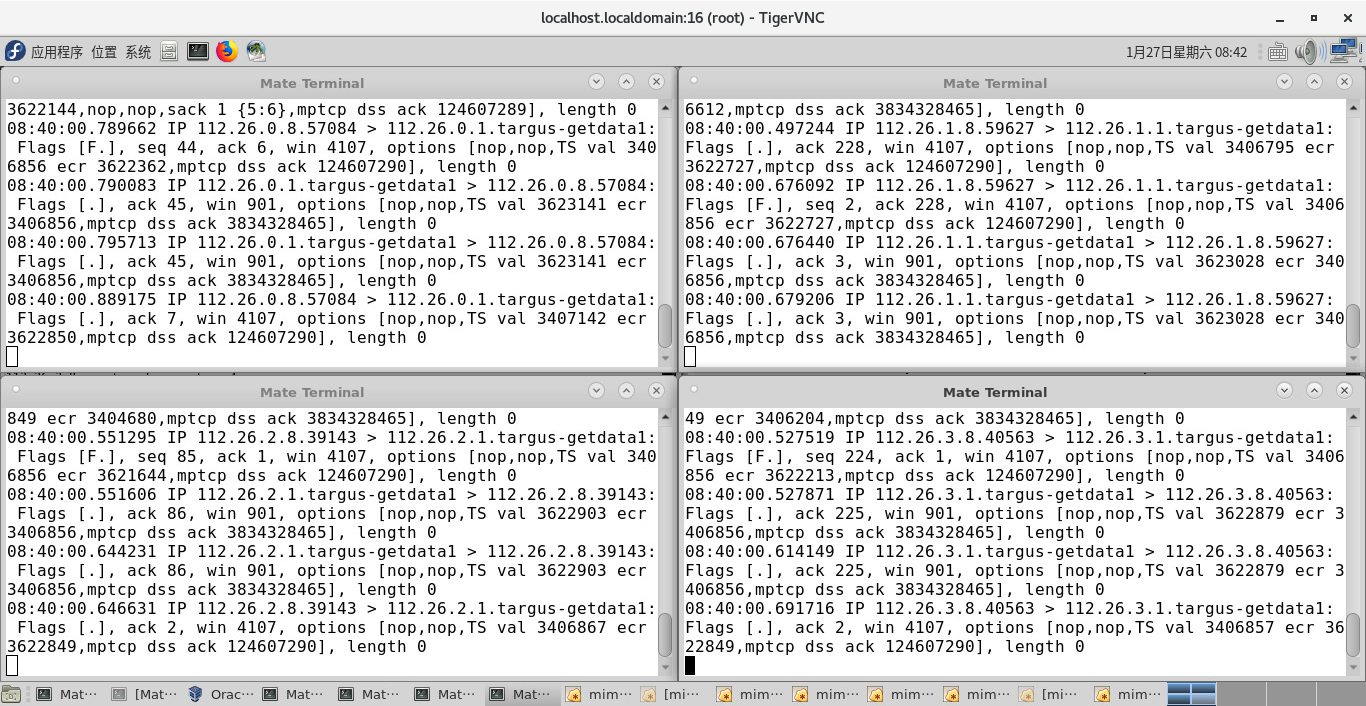 localhost.localdomain:16 (root) - TigerVNC
应用程序 位置 系统
1月27日星期六 08:42
Mate Terminal
3622144,nop,nop,sack 1 {5:6},mptcp dss ack 124607289], length 0
08:40:00.789662 IP 112.26.0.8.57084 > 112.26.0.1.targus-getdata1:
Flags [F.], seq 44, ack 6, win 4107, options [nop,nop,TS val 340
6856 ecr 3622362,mptcp dss ack 124607290], length 0
08:40:00.790083 IP 112.26.0.1.targus-getdata1 > 112.26.0.8.57084:
Flags [.], ack 45, win 901, options [nop,nop,TS val 3623141 ecr
3406856,mptcp dss ack 3834328465], length 0
08:40:00.795713 IP 112.26.0.1.targus-getdata1 > 112.26.0.8.57084:
Flags [.], ack 45, win 901, options [nop,nop,TS val 3623141 ecr
3406856,mptcp dss ack 3834328465], length 0
08:40:00.889175 IP 112.26.0.8.57084 > 112.26.0.1.targus-getdata1:
Flags [.], ack 7, win 4107, options [nop,nop,TS val 3407142 ecr
3622850,mptcp dss ack 124607290], length 0
Mate Terminal
6612,mptcp dss ack 3834328465], length 0
08:40:00.497244 IP 112.26.1.8.59627 > 112.26.1.1.targus-getdata1:
Flags [.], ack 228, win 4107, options [nop,nop,TS val 3406795 ecr
3622727,mptcp dss ack 124607290], length 0
08:40:00.676092 IP 112.26.1.8.59627 > 112.26.1.1.targus-getdata1:
Flags [F.], seq 2, ack 228, win 4107, options [nop,nop,TS val 3406
856 ecr 3622727,mptcp dss ack 124607290], length 0
08:40:00.676440 IP 112.26.1.1.targus-getdata1 > 112.26.1.8.59627:
Flags [.], ack 3, win 901, options [nop,nop,TS val 3623028 ecr 340
6856,mptcp dss ack 3834328465], length 0
08:40:00.679206 IP 112.26.1.1.targus-getdata1 > 112.26.1.8.59627:
Flags [.], ack 3, win 901, options [nop,nop,TS val 3623028 ecr 340
6856,mptcp dss ack 3834328465], length 0
Mate Terminal
849 ecr 3404680,mptcp dss ack 3834328465], length 0
08:40:00.551295 IP 112.26.2.8.39143 > 112.26.2.1.targus-getdata1:
Flags [F.], seq 85, ack 1, win 4107, options [nop,nop,TS val 340
6856 ecr 3621644,mptcp dss ack 124607290], length 0
08:40:00.551606 IP 112.26.2.1.targus-getdata1 > 112.26.2.8.39143:
Flags [.], ack 86, win 901, options [nop,nop,TS val 3622903 ecr
3406856,mptcp dss ack 3834328465], length 0
08:40:00.644231 IP 112.26.2.1.targus-getdata1 > 112.26.2.8.39143:
Flags [.], ack 86, win 901, options [nop,nop,TS val 3622903 ecr
3406856,mptcp dss ack 3834328465], length 0
08:40:00.646631 IP 112.26.2.8.39143 > 112.26.2.1.targus-getdata1:
Flags [.], ack 2, win 4107, options [nop,nop,TS val 3406867 ecr
3622849,mptcp dss ack 124607290], length 0
Mate Terminal
49 ecr 3406204,mptcp dss ack 3834328465], length 0
08:40:00.527519 IP 112.26.3.8.40563 > 112.26.3.1.targus-getdata1:
Flags [F.], seq 224, ack 1, win 4107, options [nop,nop,TS val 3406
856 ecr 3622213,mptcp dss ack 124607290], length 0
08:40:00.527871 IP 112.26.3.1.targus-getdata1 > 112.26.3.8.40563:
Flags [.], ack 225, win 901, options [nop,nop,TS val 3622879 ecr 3
406856,mptcp dss ack 3834328465], length 0
08:40:00.614149 IP 112.26.3.1.targus-getdata1 > 112.26.3.8.40563:
Flags [.], ack 225, win 901, options [nop,nop,TS val 3622879 ecr 3
406856,mptcp dss ack 3834328465], length 0
08:40:00.691716 IP 112.26.3.8.40563 > 112.26.3.1.targus-getdata1:
Flags [.], ack 2, win 4107, options [nop,nop,TS val 3406857 ecr 36
22849,mptcp dss ack 124607290], length 0
Mat… [Mat… Orac… Mat… Mat… Mat… Mat… mim… [mi… mim… mim… mim… mim… [mi… mim…